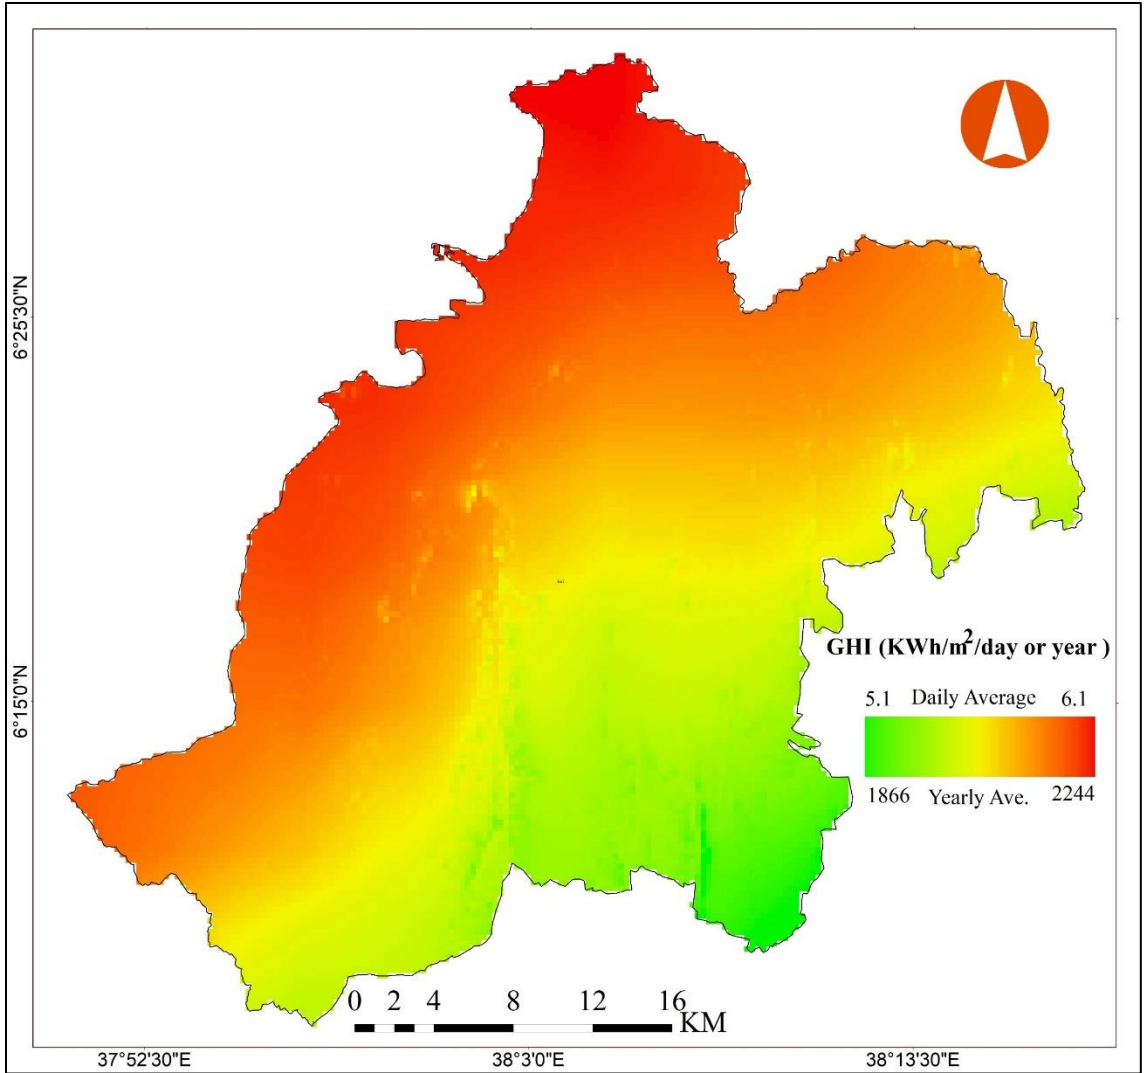 6°25'30"N
6°15'0"N
GHI (KWh/m²/day or year )
5.1 Daily Average 6.1
1866 Yearly Ave. 2244
0 2 4 8 12 16
KM
37°52'30"E 38°3'0"E 38°13'30"E